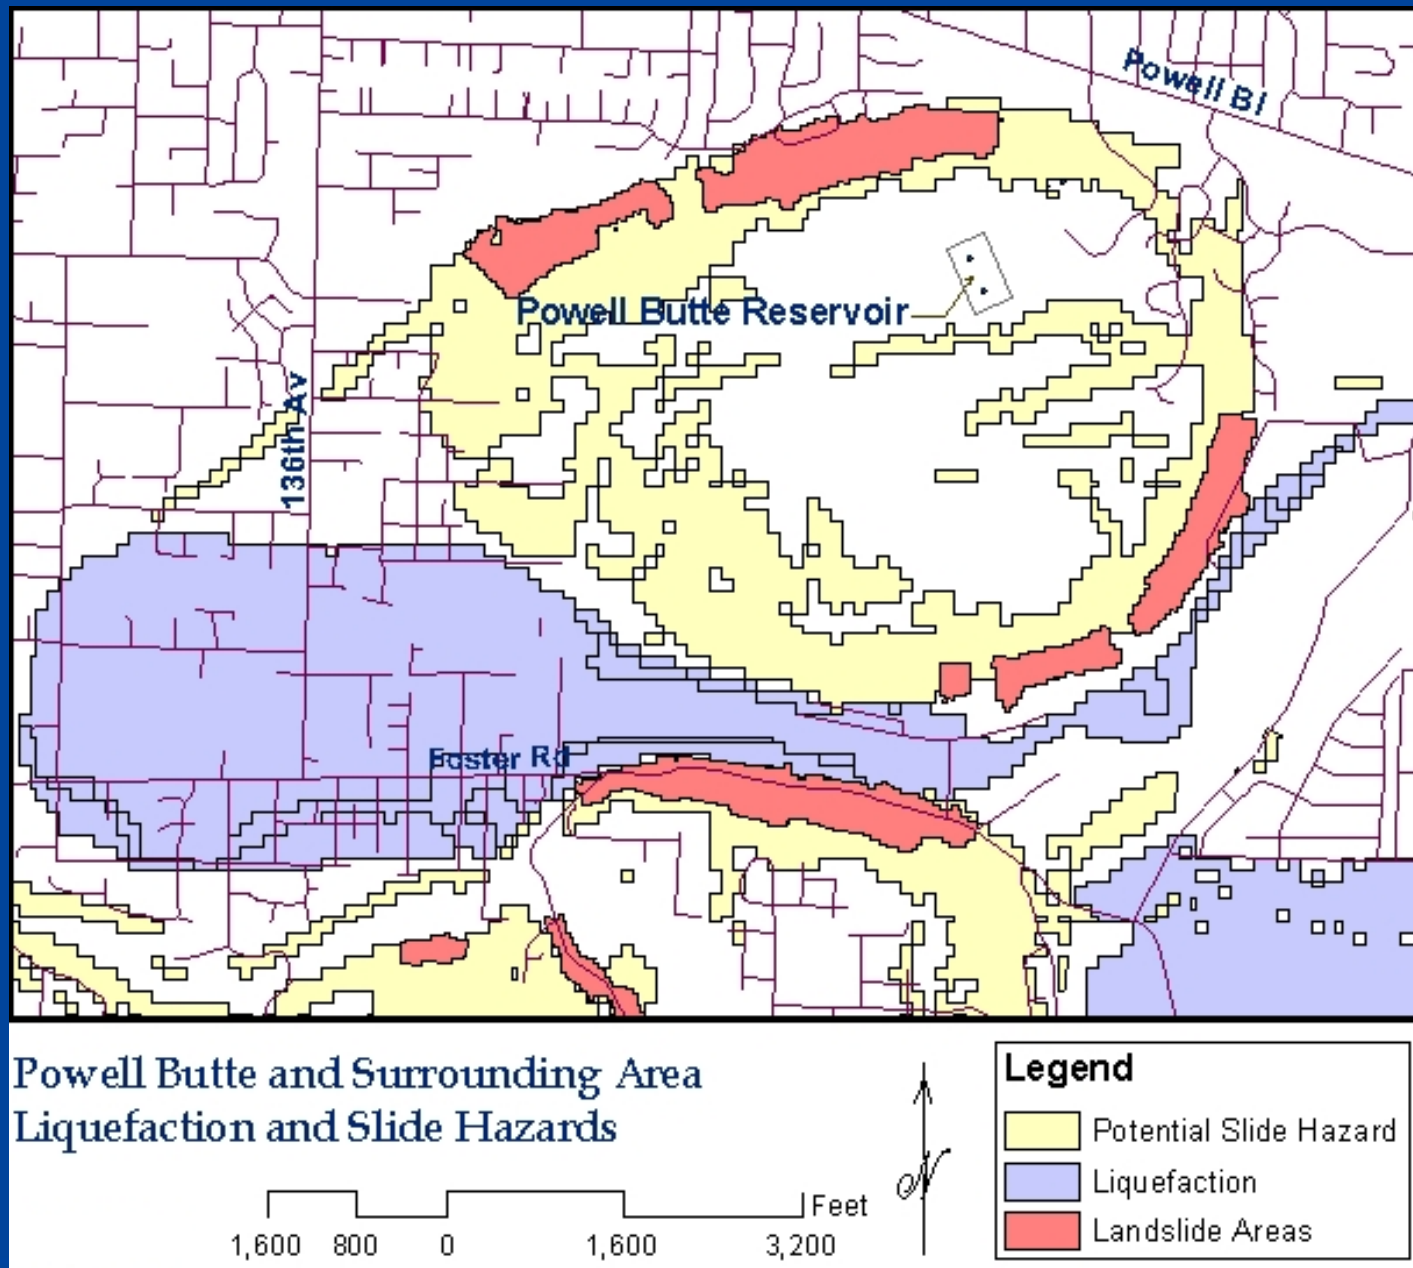 Powell Bl
Powell Butte Reservoir
136th Av
Foster Rd
Powell Butte and Surrounding Area
Liquefaction and Slide Hazards
Feet
1,600 800 0 1,600 3,200
N
Legend
Potential Slide Hazard
Liquefaction
Landslide Areas